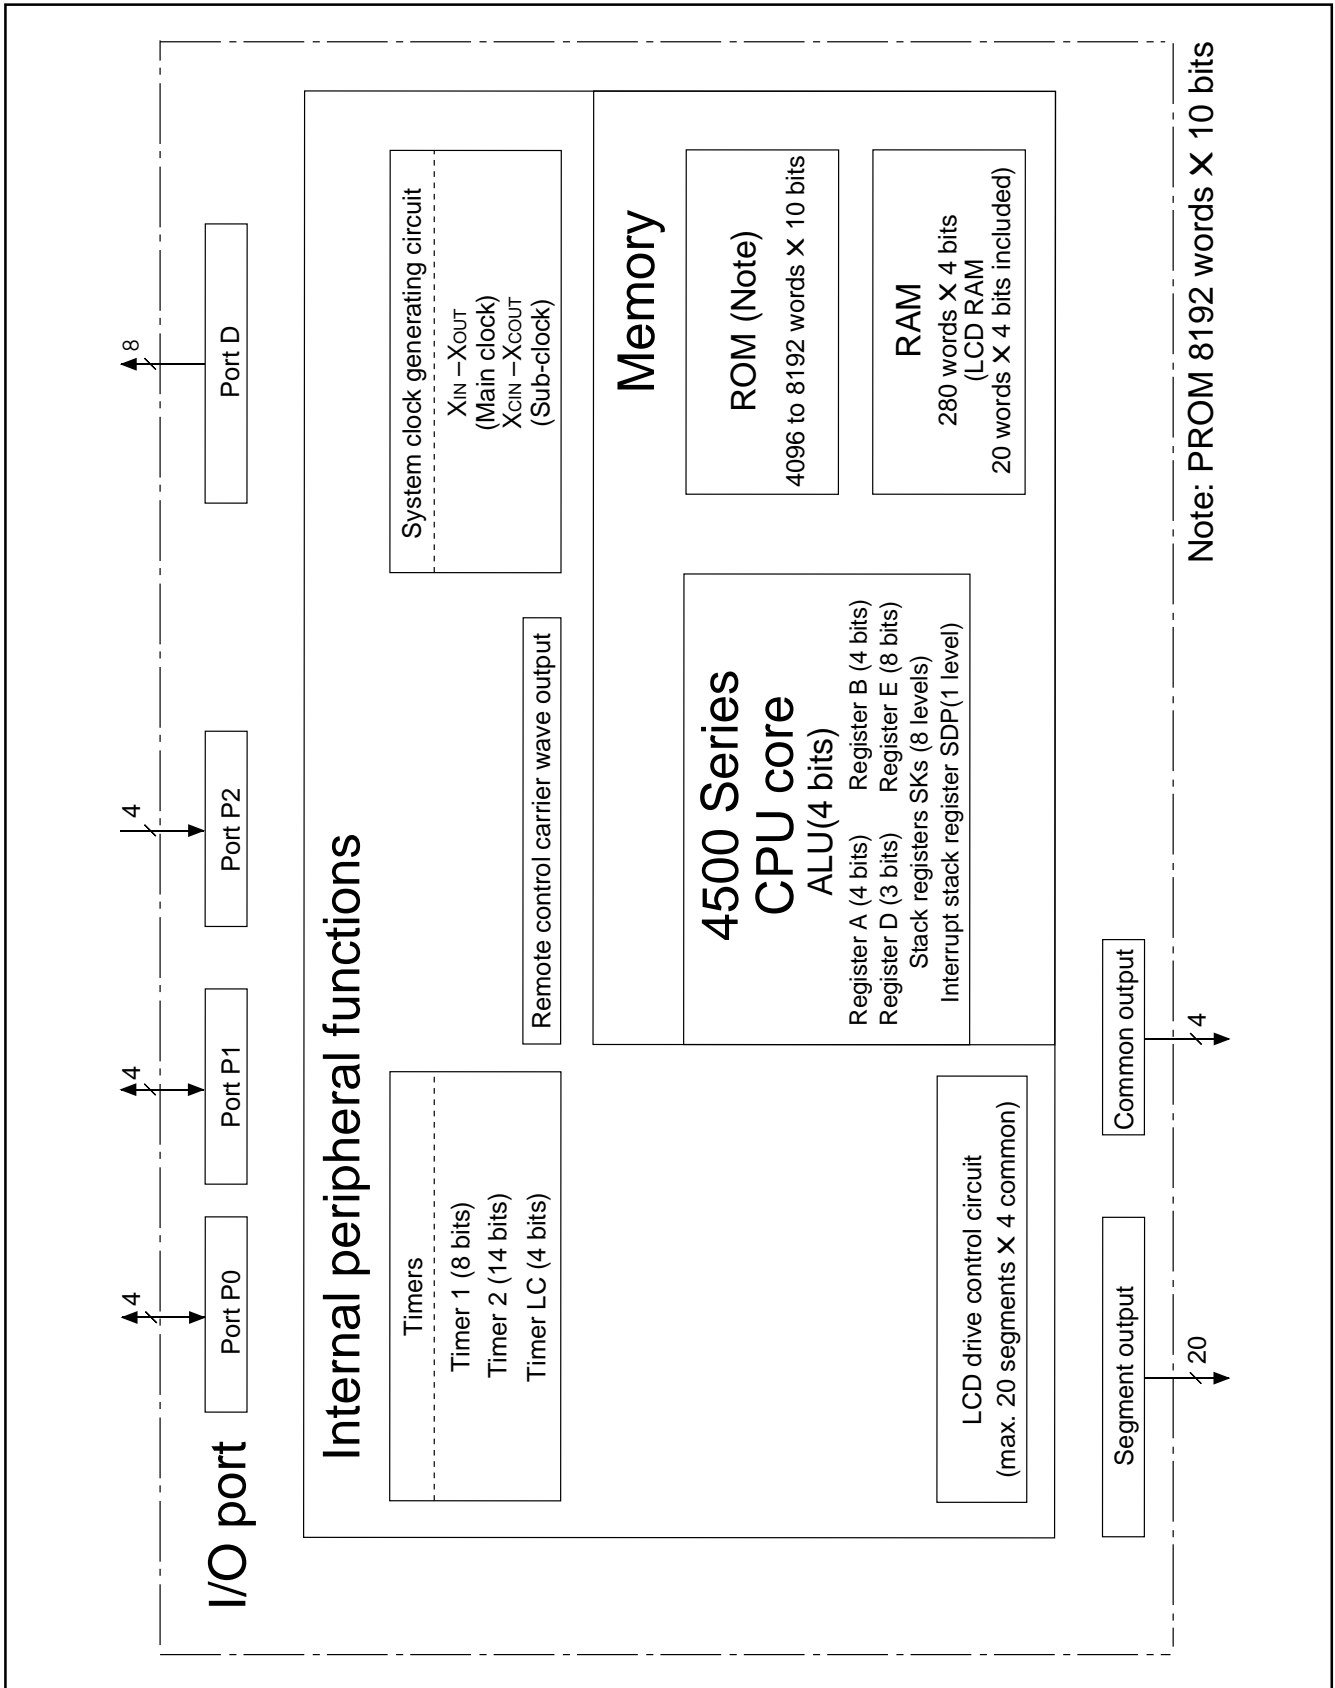 4
4
4
8
I/O port
Port P0
Port P1
Port P2
Port D
Internal peripheral functions
Timers
Timer 1 (8 bits)
Timer 2 (14 bits)
Timer LC (4 bits)
Remote control carrier wave output
System clock generating circuit
XIN –XOUT
(Main clock)
XCIN –XCOUT
(Sub-clock)
4500 Series
CPU core
ALU(4 bits)
Register A (4 bits) Register B (4 bits)
Register D (3 bits) Register E (8 bits)
Stack registers SKs (8 levels)
Interrupt stack register SDP(1 level)
Memory
ROM (Note)
4096 to 8192 words ✕ 10 bits
RAM
280 words ✕ 4 bits
(LCD RAM
20 words ✕ 4 bits included)
LCD drive control circuit
(max. 20 segments ✕ 4 common)
Segment output
Common output
20
4
Note: PROM 8192 words ✕ 10 bits